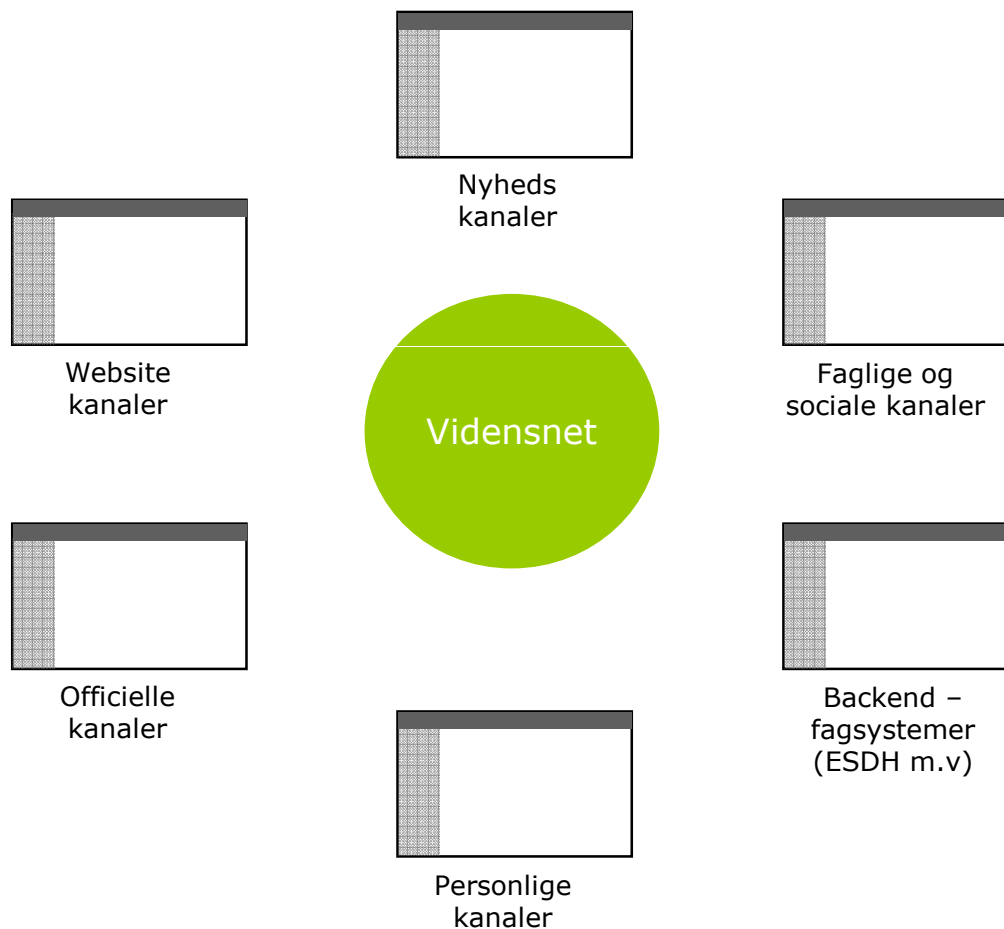 Nyheds
kanaler
Website
kanaler
Faglige og
sociale kanaler
Vidensnet
Officielle
kanaler
Backend –
fagsystemer
(ESDH m.v)
Personlige
kanaler